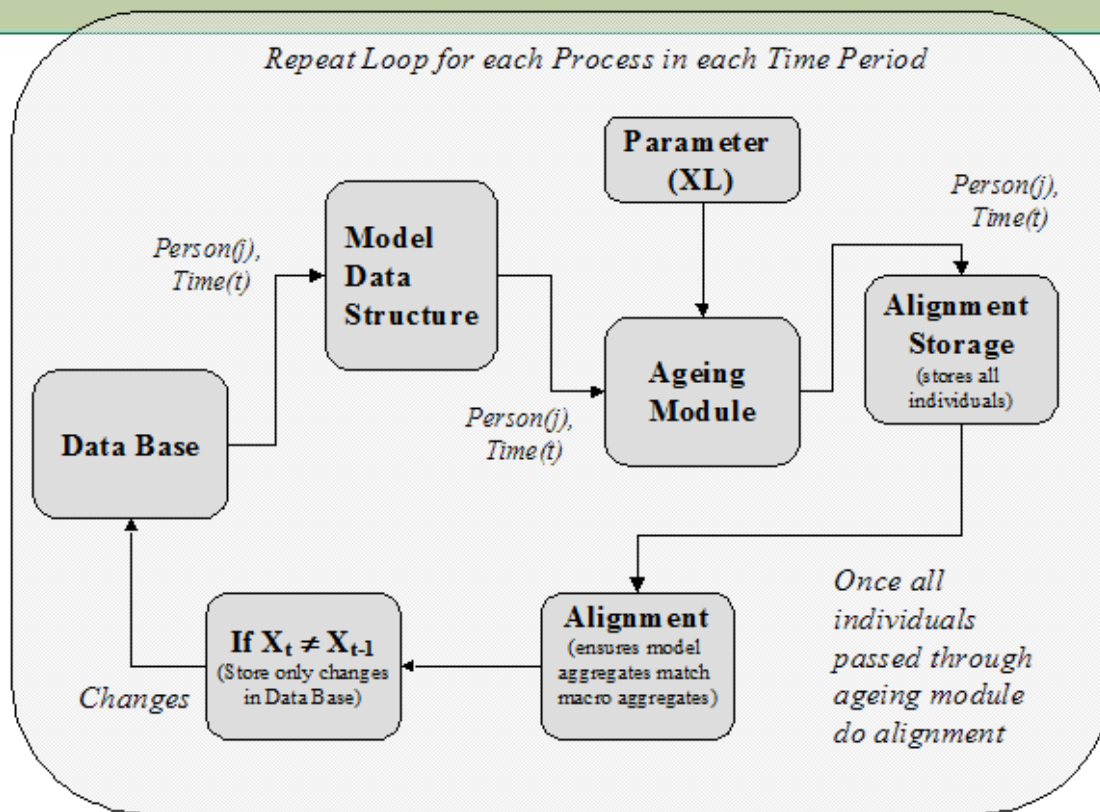 Repeat Loop for each Process in each Time Period
Parameter
(XL)
Person(j),
Time(t)
Model
Data
Structure
Person(j),
Time(t)
Alignment
Storage
(stores all
individuals)
Ageing
Module
Person(j),
Time(t)
Data Base
Once all
individuals
passed through
ageing module
do alignment
Alignment
(ensures model
aggregates match
macro aggregates)
If Xₜ ≠ Xₜ₋₁
(Store only changes
in Data Base)
Changes